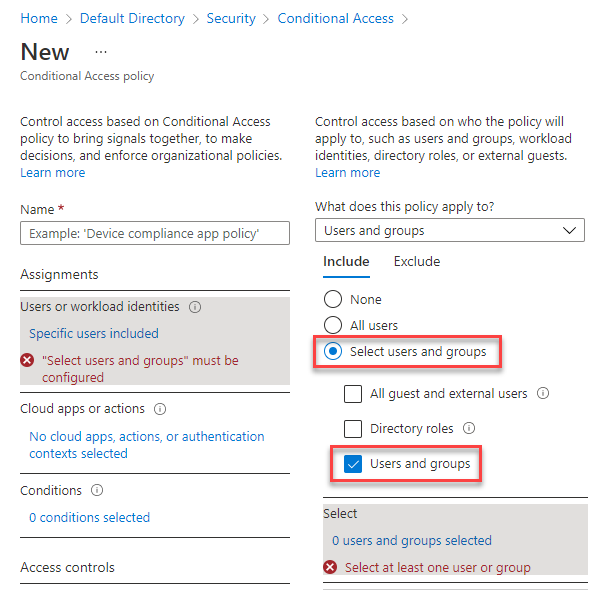 Home > Default Directory > Security > Conditional Access >
New ...
Conditional Access policy
Control access based on Conditional Access
policy to bring signals together, to make
decisions, and enforce organizational policies.
Learn more
Name *
Example: 'Device compliance app policy'
Assignments
Users or workload identities
Specific users included
"Select users and groups" must be
configured
Cloud apps or actions
No cloud apps, actions, or authentication
contexts selected
Conditions
0 conditions selected
Access controls
Control access based on who the policy will
apply to, such as users and groups, workload
identities, directory roles, or external guests.
Learn more
What does this policy apply to?
Users and groups
Include Exclude
None
All users
Select users and groups
All guest and external users
Directory roles
Users and groups
Select
0 users and groups selected
Select at least one user or group